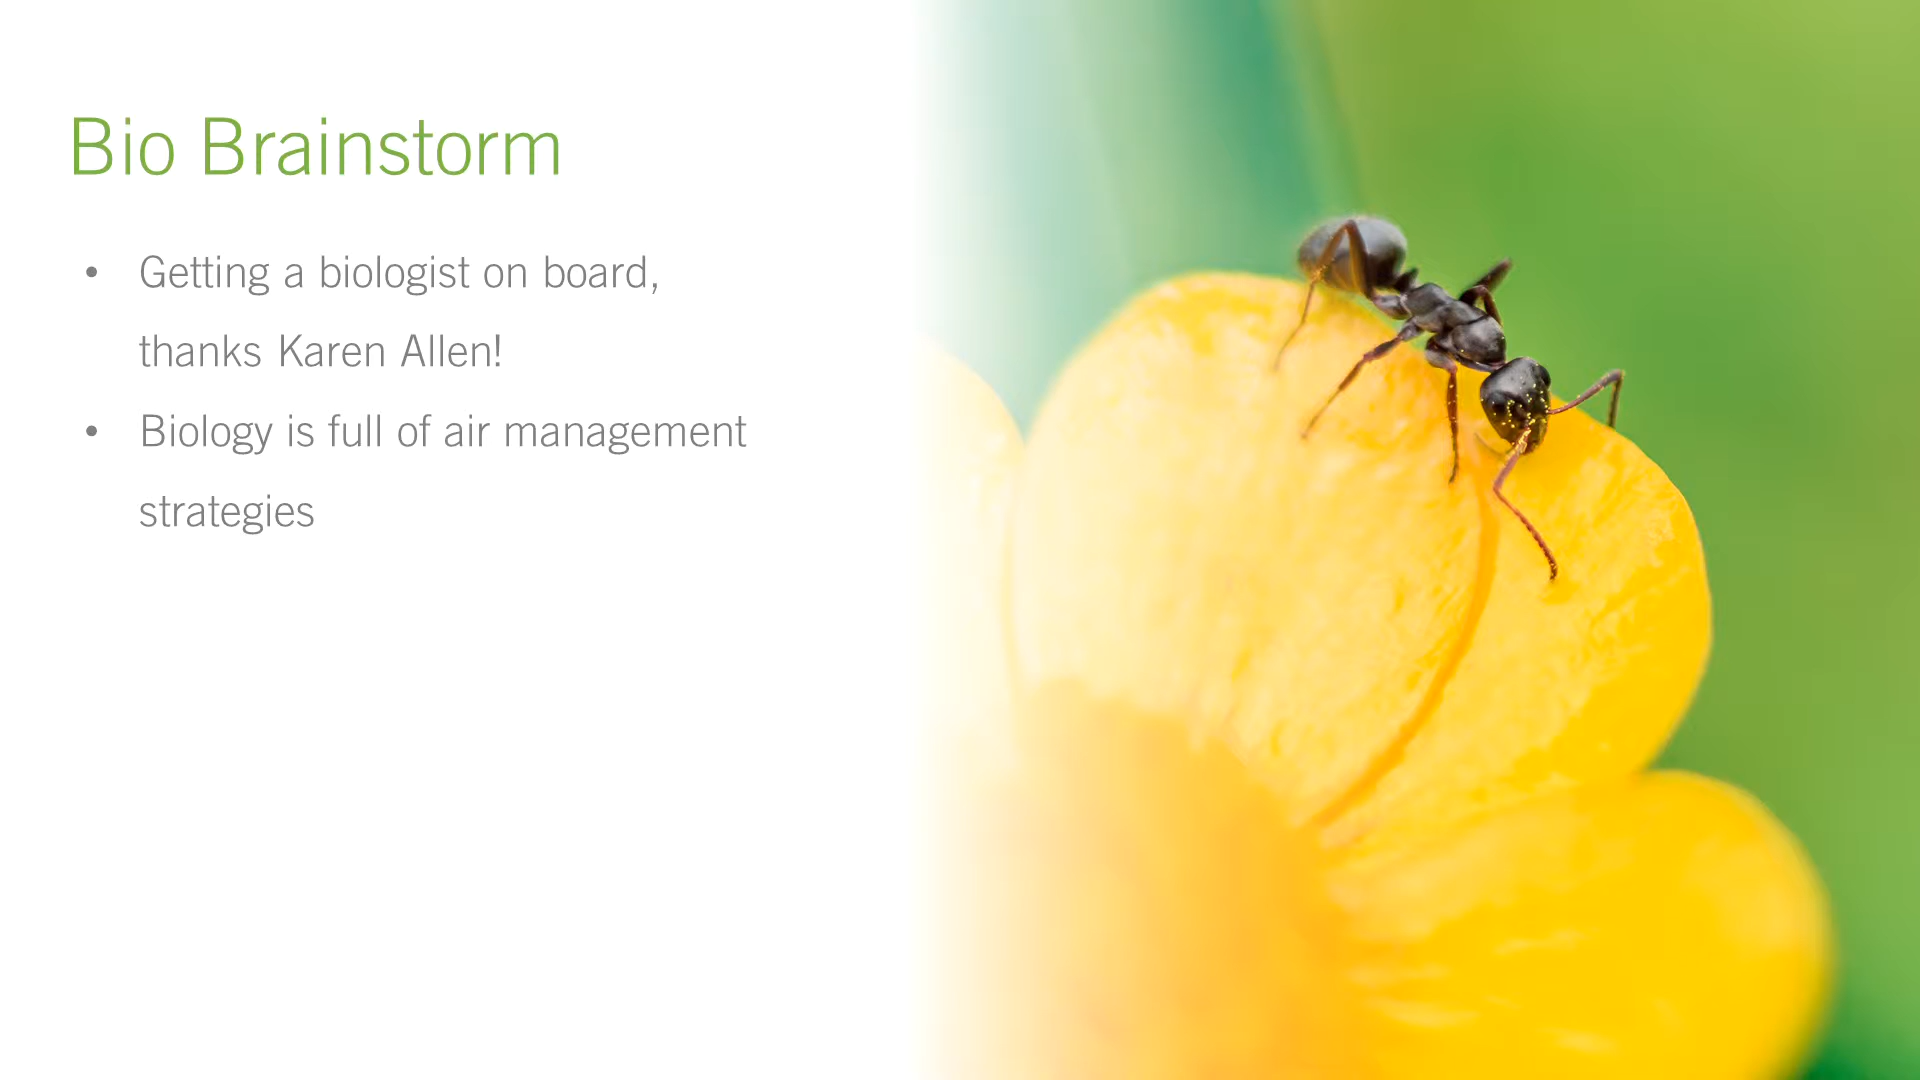 Bio Brainstorm
• Getting a biologist on board,
thanks Karen Allen!
• Biology is full of air management
strategies